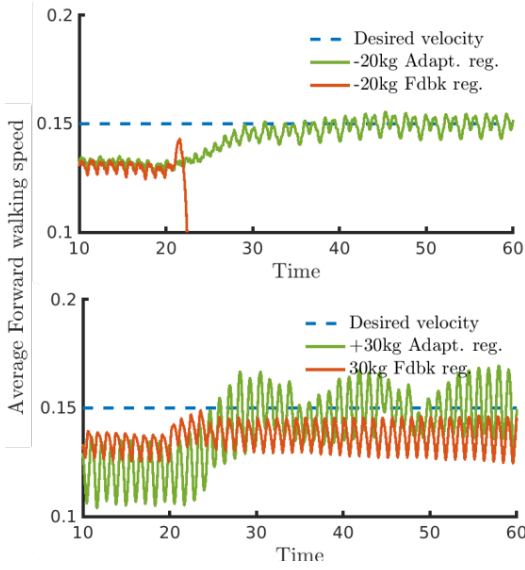 Average Forward walking speed
0.2
0.15
0.1
Desired velocity
-20kg Adapt. reg.
-20kg Fdbk reg.
10 20 30 40 50 60
Time
0.2
0.15
0.1
Desired velocity
+30kg Adapt. reg.
30kg Fdbk reg.
10 20 30 40 50 60
Time